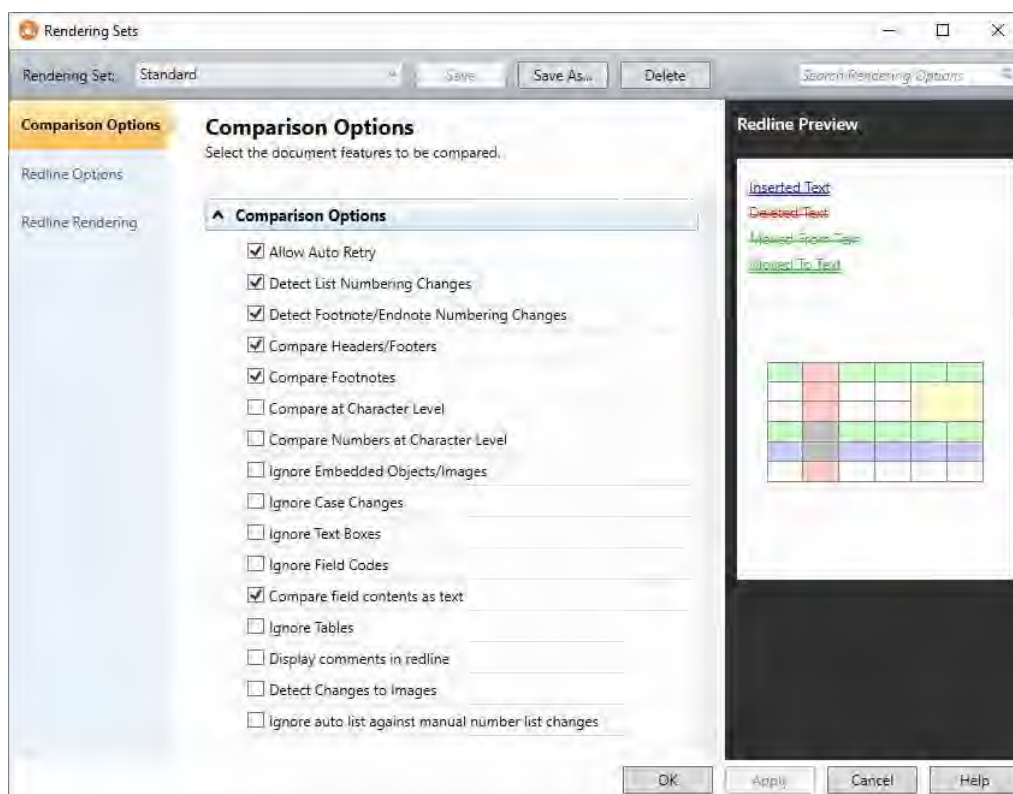 Rendering Sets
Rendering Set: Standard Save Save As... Delete Search Rendering Options
Comparison Options
Redline Options
Redline Rendering
Comparison Options
Select the document features to be compared.
Comparison Options
Allow Auto Retry
Detect List Numbering Changes
Detect Footnote/Endnote Numbering Changes
Compare Headers/Footers
Compare Footnotes
Compare at Character Level
Compare Numbers at Character Level
Ignore Embedded Objects/Images
Ignore Case Changes
Ignore Text Boxes
Ignore Field Codes
Compare field contents as text
Ignore Tables
Display comments in redline
Detect Changes to Images
Ignore auto list against manual number list changes
Redline Preview
Inserted Text
Deleted Text
Moved From Text
Moved To Text
OK Apply Cancel Help